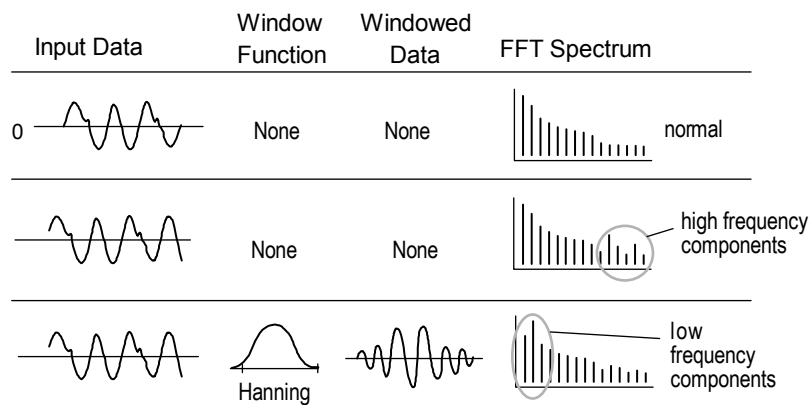 Input Data
Window
Function
Windowed
Data
FFT Spectrum
0
None
None
normal
None
None
high frequency
components
Hanning
low
frequency
components